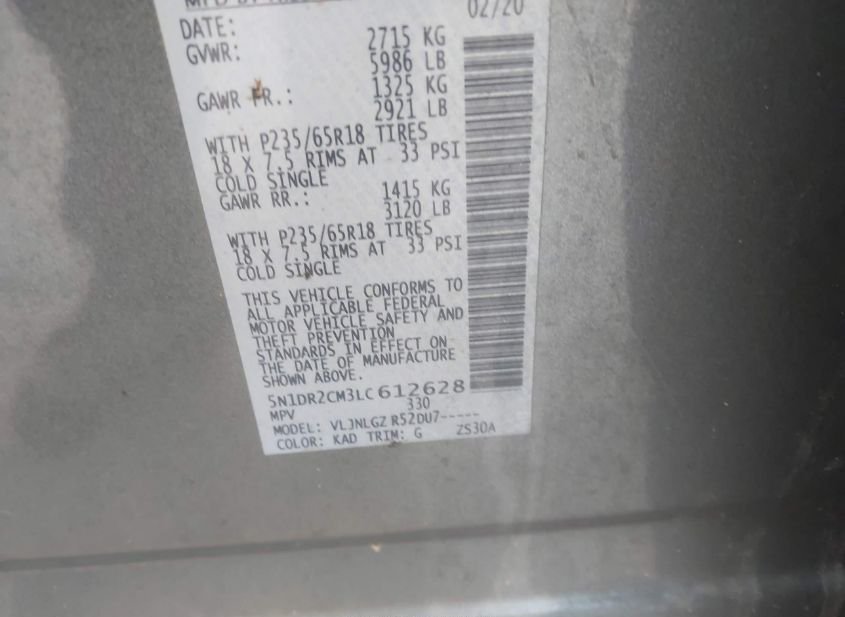 02/20
DATE:
GVWR: 2715 KG
5986 LB
GAWR FR.: 1325 KG
2921 LB
WITH P235/65R18 TIRES
18 X 7.5 RIMS AT 33 PSI
COLD SINGLE
GAWR RR.: 1415 KG
3120 LB
WITH P235/65R18 TIRES
18 X 7.5 RIMS AT 33 PSI
COLD SINGLE
THIS VEHICLE CONFORMS TO
ALL APPLICABLE FEDERAL
MOTOR VEHICLE SAFETY AND
THEFT PREVENTION
STANDARDS IN EFFECT ON
THE DATE OF MANUFACTURE
SHOWN ABOVE.
5N1DR2CM3LC612628
MPV 330
MODEL: VLJNLGZ R52DU7-----
COLOR: KAD TRIM: G ZS30A